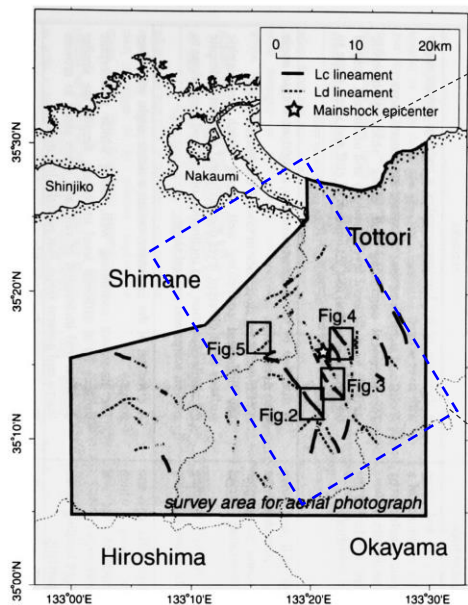 0 10 20km
Lc lineament
Ld lineament
Mainshock epicenter
35°30'N
Shinjiko
Nakaumi
Tottori
35°20'N
Shimane
Fig.4
Fig.5
Fig.3
Fig.2
35°10'N
survey area for aerial photograph
Hiroshima
Okayama
35°00'N
133°00'E 133°10'E 133°20'E 133°30'E